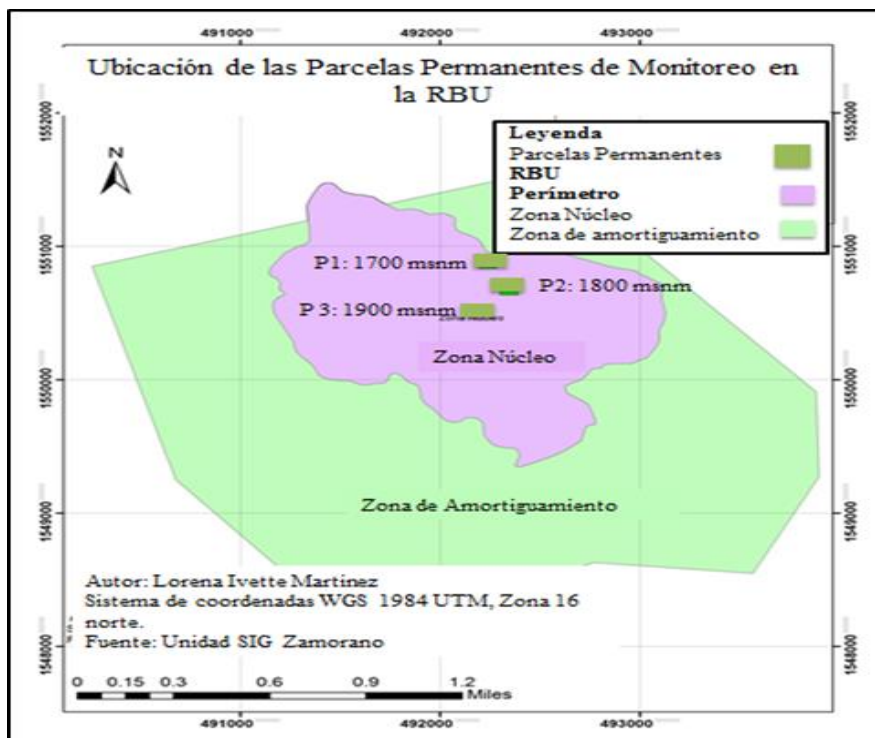 491000 492000 493000
Ubicación de las Parcelas Permanentes de Monitoreo en
la RBU
1552000 1552000
Leyenda
Parcelas Permanentes
RBU
Perímetro
Zona Núcleo
Zona de amortiguamiento
N
1551000 1551000
P1: 1700 msnm
P2: 1800 msnm
P 3: 1900 msnm
Zona Núcleo
Zona Núcleo
1550000 1550000
Zona de Amortiguamiento
1549000 1549000
Autor: Lorena Ivette Martinez
Sistema de coordenadas WGS 1984 UTM, Zona 16
norte.
Fuente: Unidad SIG Zamorano
1548000 1548000
0 0.15 0.3 0.6 0.9 1.2
Miles
491000 492000 493000